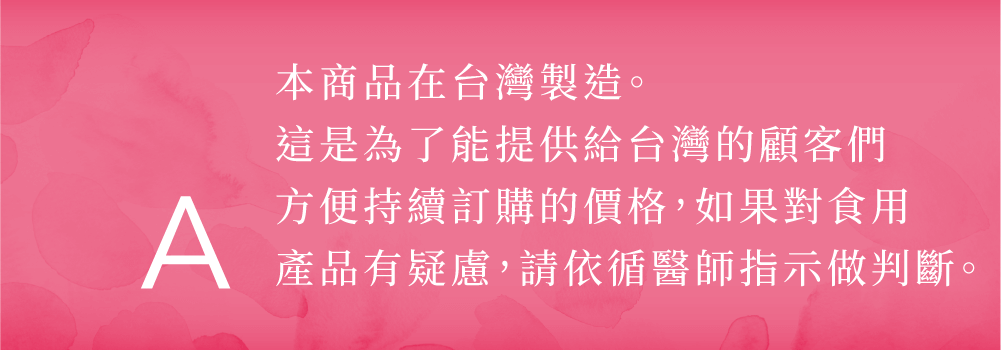 A
本商品在台灣製造。
這是為了能提供給台灣的顧客們
方便持續訂購的價格，如果對食用
產品有疑慮，請依循醫師指示做判斷。